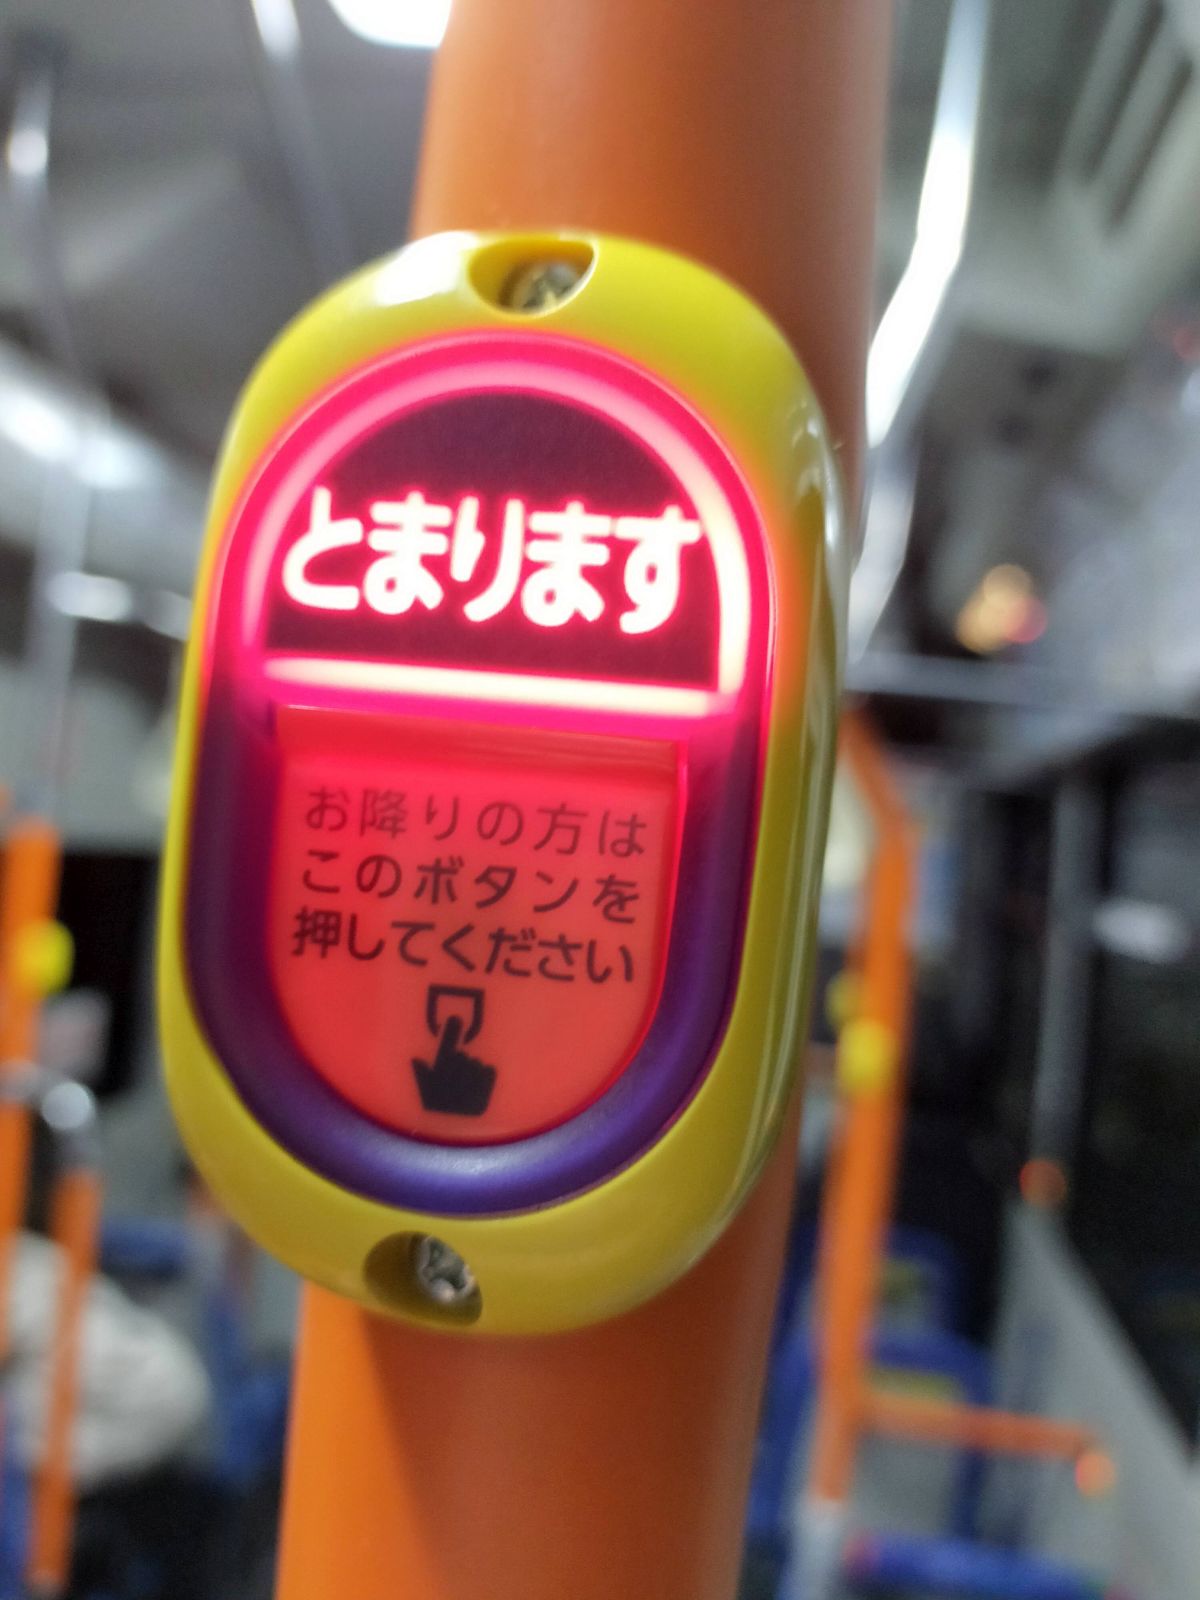 とまります
お降りの方は
このボタンを
押してください